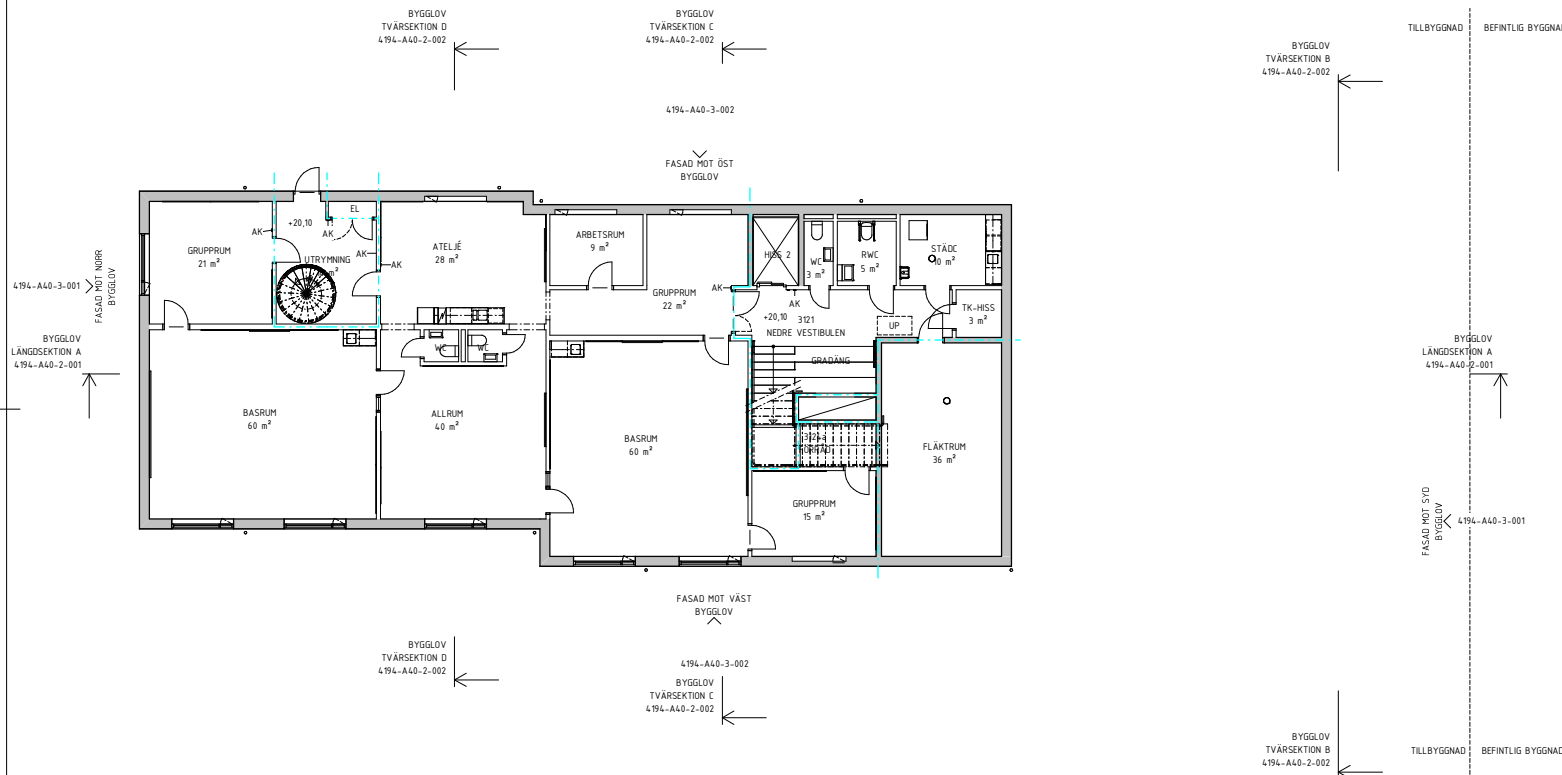 BYGGLOV
TVÄRSEKTION D
4194-A40-2-002
BYGGLOV
TVÄRSEKTION C
4194-A40-2-002
BYGGLOV
TVÄRSEKTION B
4194-A40-2-002
TILLBYGGNAD
BEFINTLIG
4194-A40-3-002
FASAD MOT ÖST
BYGGLOV
4194-A40-3-001
FASAD MOT NORR
BYGGLOV
BYGGLOV
LÄNGDSEKTION A
4194-A40-2-001
GRUPPRUM
21 m²
AK
+20,10
EL
AK
AK
AK
UTRYMNING
ATELJÉ
28 m²
ARBETSRUM
9 m²
GRUPPRUM
22 m²
AK
HISS 2
WC
3 m²
RWC
5 m²
STÄDC
10 m²
TK-HISS
3 m²
AK
+20,10
3121
NEDRE VESTIBULEN
UP
GRADÄNG
WC
WC
BASRUM
60 m²
ALLRUM
40 m²
BASRUM
60 m²
FÖRRÅD
FLÄKTRUM
36 m²
GRUPPRUM
15 m²
BYGGLOV
LÄNGDSEKTION A
4194-A40-2-001
FASAD MOT SYD
BYGGLOV
4194-A40-3-001
FASAD MOT VÄST
BYGGLOV
4194-A40-3-002
BYGGLOV
TVÄRSEKTION D
4194-A40-2-002
BYGGLOV
TVÄRSEKTION C
4194-A40-2-002
BYGGLOV
TVÄRSEKTION B
4194-A40-2-002
TILLBYGGNAD
BEFINTLIG BYGGNAD